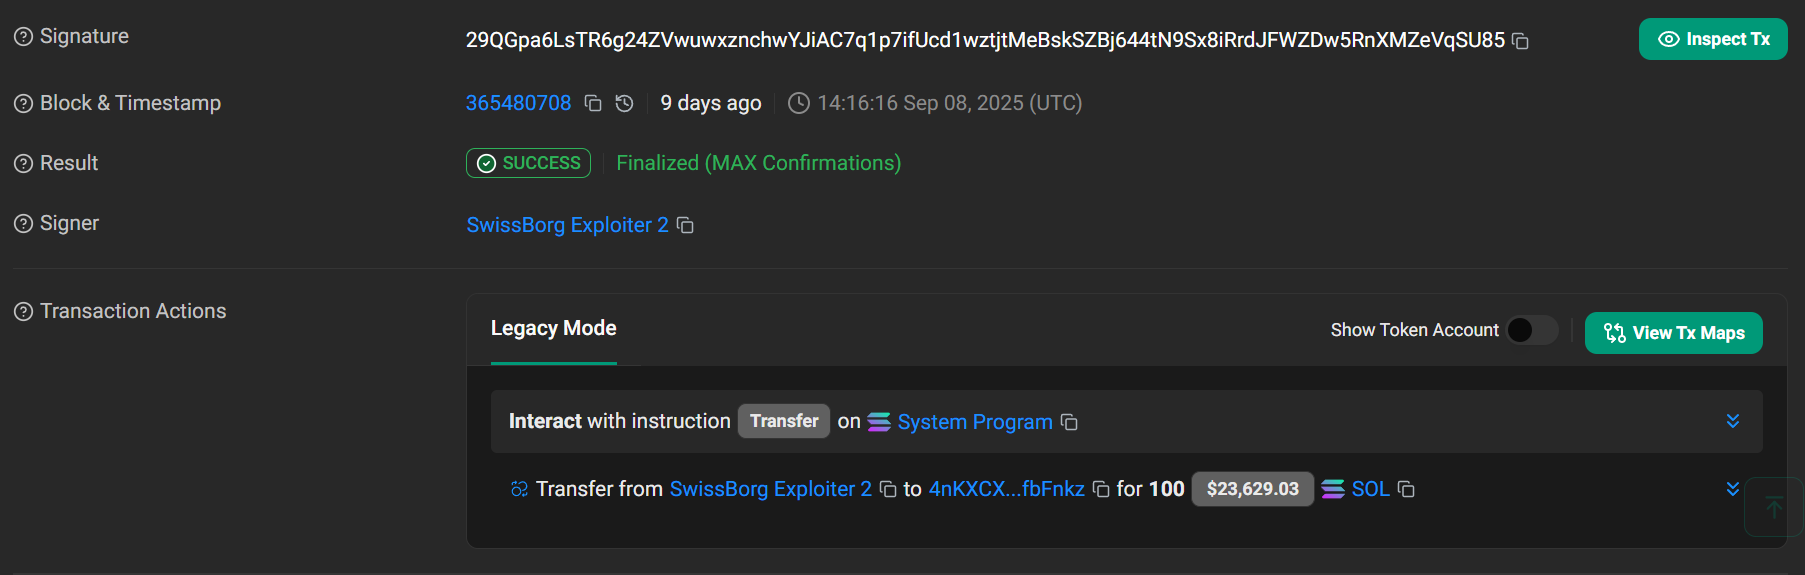 Signature
29QGpa6LsTR6g24ZVwuwxznchwYJiAC7q1p7ifUcd1wztjtMeBskSZBj644tN9Sx8iRrdJFWZDw5RnXMZeVqSU85
Inspect Tx
Block & Timestamp
365480708 9 days ago 14:16:16 Sep 08, 2025 (UTC)
Result
SUCCESS Finalized (MAX Confirmations)
Signer
SwissBorg Exploiter 2
Transaction Actions
Legacy Mode
Show Token Account
View Tx Maps
Interact with instruction Transfer on System Program
Transfer from SwissBorg Exploiter 2 to 4nKXCX...fbFnkz for 100 $23,629.03 SOL